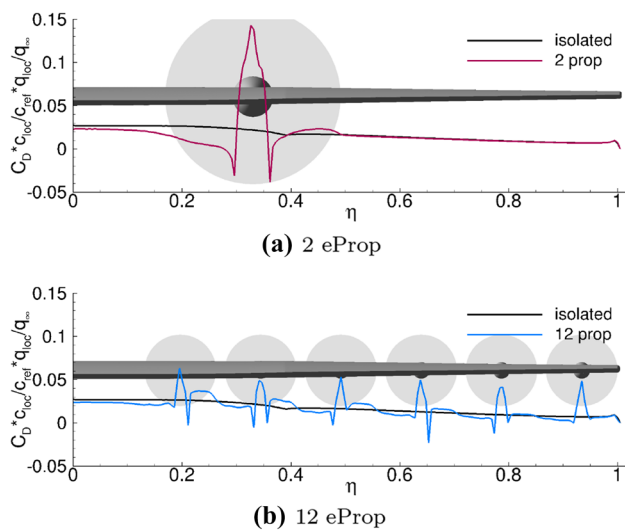 C_D*c_loc/c_ref*q_loc/q_∞
0.15
0.1
0.05
0
-0.05
isolated
2 prop
0 0.2 0.4 0.6 0.8 1
η
(a) 2 eProp
C_D*c_loc/c_ref*q_loc/q_∞
0.15
0.1
0.05
0
-0.05
isolated
12 prop
0 0.2 0.4 0.6 0.8 1
η
(b) 12 eProp